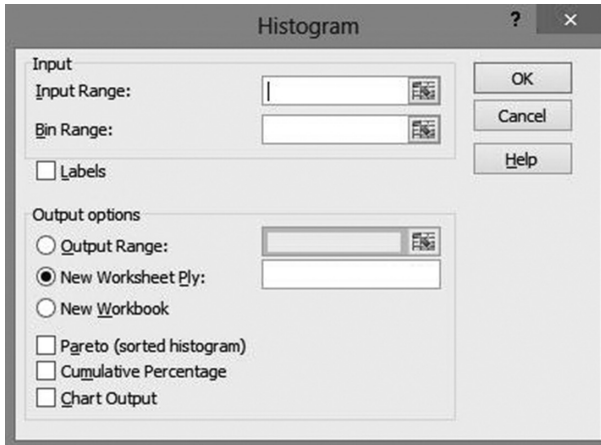 Histogram
?
×
Input
Input Range:
Bin Range:
Labels
OK
Cancel
Help
Output options
Output Range:
New Worksheet Ply:
New Workbook
Pareto (sorted histogram)
Cumulative Percentage
Chart Output